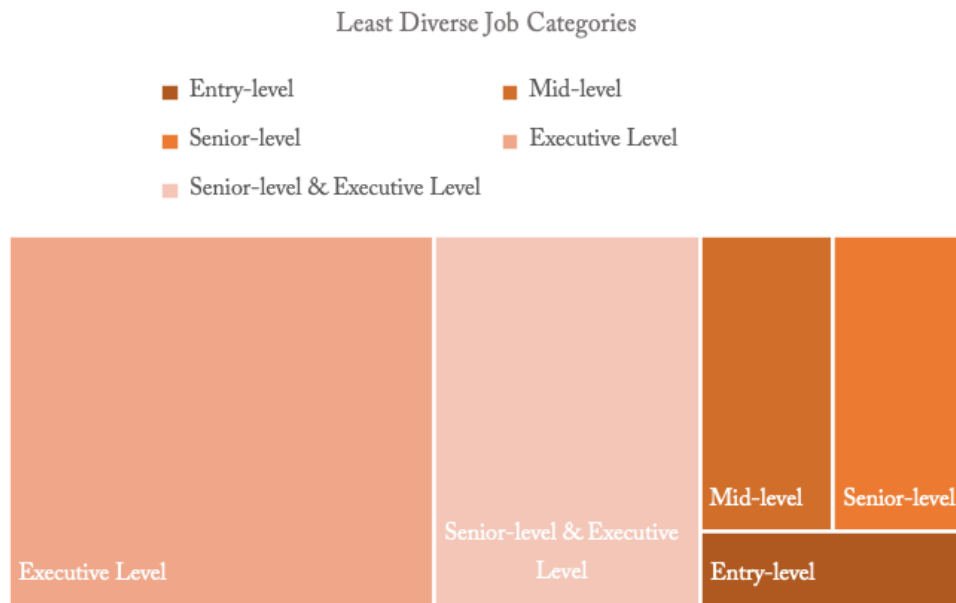 Least Diverse Job Categories
Entry-level
Mid-level
Senior-level
Executive Level
Senior-level & Executive Level
Executive Level
Senior-level & Executive
Level
Mid-level
Senior-level
Entry-level